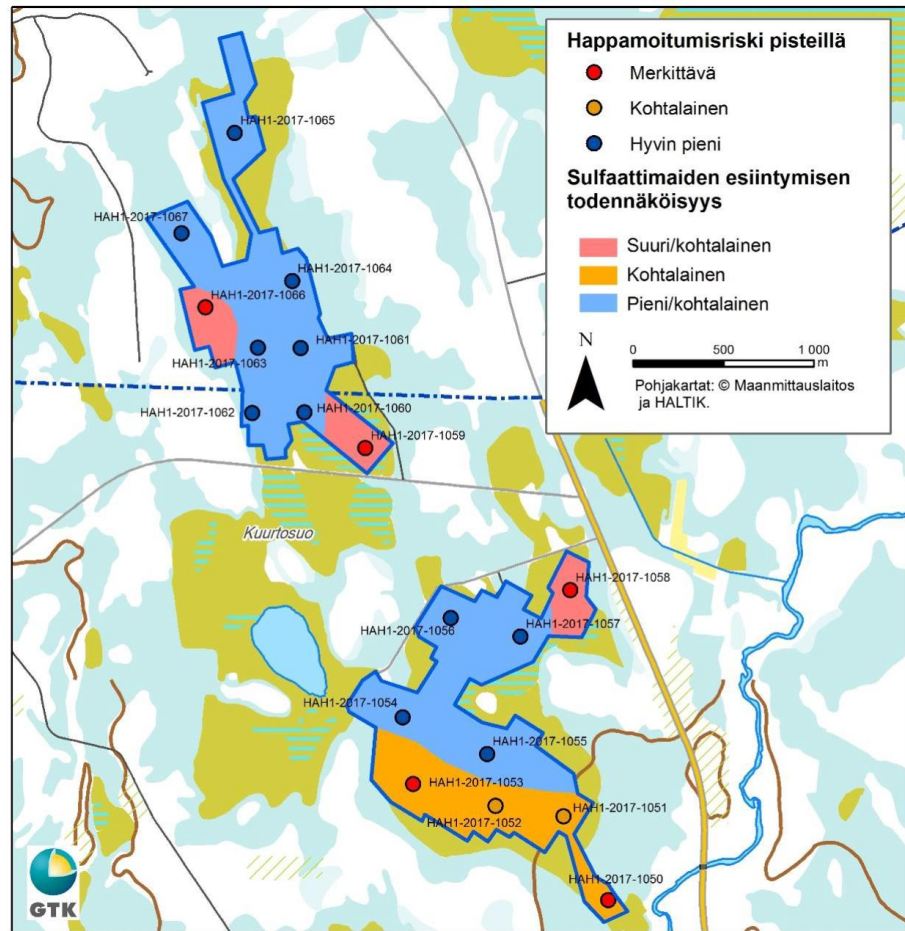 Happamoitumisriski pisteillä
Merkittävä
Kohtalainen
Hyvin pieni
Sulfaattimaiden esiintymisen
todennäköisyys
Suuri/kohtalainen
Kohtalainen
Pieni/kohtalainen
N
0 500 1 000
m
Pohjakartat: © Maanmittauslaitos
ja HALTIK.
HAH1-2017-1065
HAH1-2017-1067
HAH1-2017-1064
HAH1-2017-1066
HAH1-2017-1061
HAH1-2017-1063
HAH1-2017-1062
HAH1-2017-1060
HAH1-2017-1059
Kuurtosuo
HAH1-2017-1058
HAH1-2017-1056
HAH1-2017-1057
HAH1-2017-1054
HAH1-2017-1055
HAH1-2017-1053
HAH1-2017-1052
HAH1-2017-1051
HAH1-2017-1050
GTK